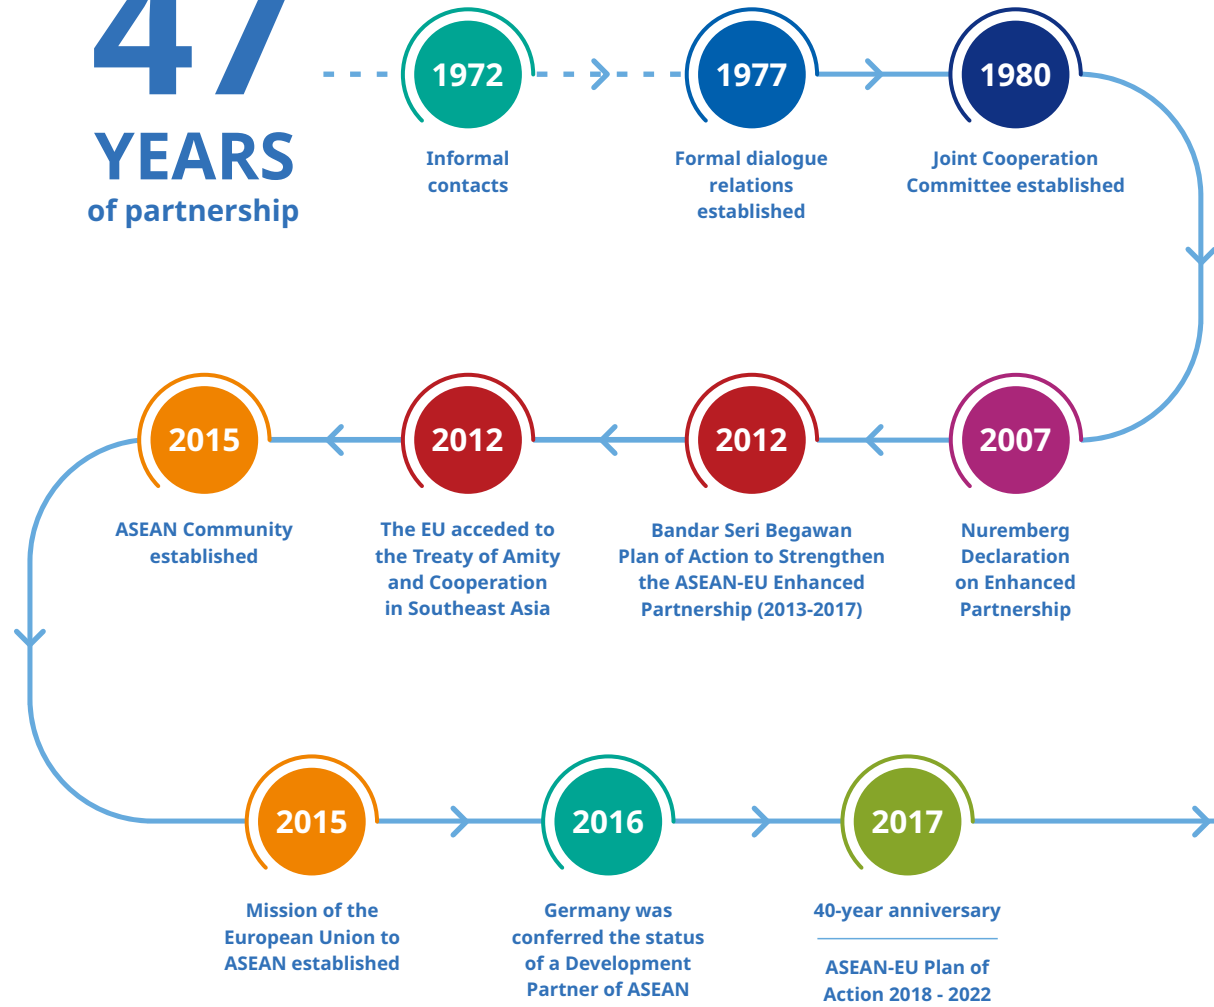 47
YEARS
of partnership
1972
Informal
contacts
1977
Formal dialogue
relations
established
1980
Joint Cooperation
Committee established
2007
Nuremberg
Declaration
on Enhanced
Partnership
2012
Bandar Seri Begawan
Plan of Action to Strengthen
the ASEAN-EU Enhanced
Partnership (2013-2017)
2012
The EU acceded to
the Treaty of Amity
and Cooperation
in Southeast Asia
2015
ASEAN Community
established
2015
Mission of the
European Union to
ASEAN established
2016
Germany was
conferred the status
of a Development
Partner of ASEAN
2017
40-year anniversary
ASEAN-EU Plan of
Action 2018 - 2022